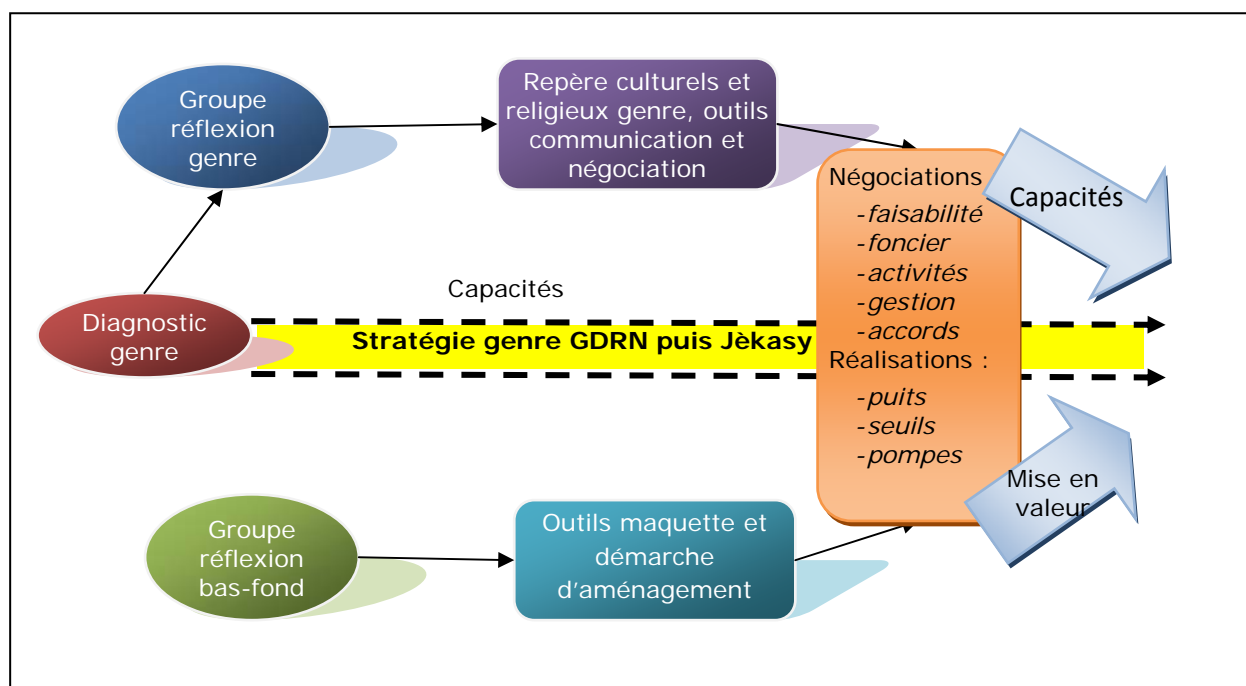 Groupe
réflexion
genre
Repère culturels et
religieux genre, outils
communication et
négociation
Diagnostic
genre
Capacités
Stratégie genre GDRN puis Jèkasy
Négociations
-faisabilité
-foncier
-activités
-gestion
-accords
Réalisations :
-puits
-seuils
-pompes
Capacités
Mise en
valeur
Groupe
réflexion
bas-fond
Outils maquette et
démarche
d'aménagement